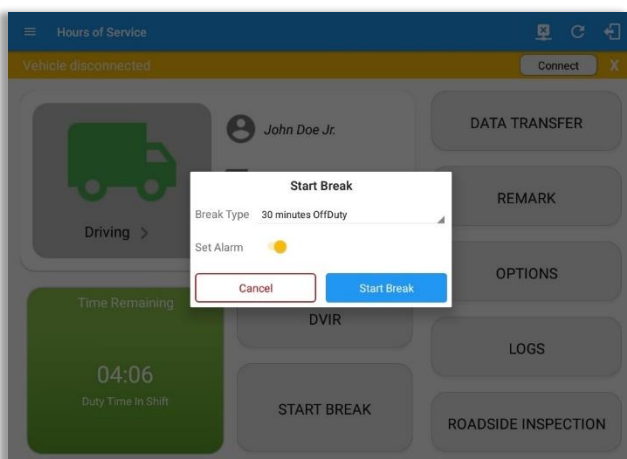 Hours of Service
Vehicle disconnected
Connect
X
John Doe Jr.
Driving >
DATA TRANSFER
REMARK
OPTIONS
LOGS
ROADSIDE INSPECTION
Start Break
Break Type 30 minutes OffDuty
Set Alarm
Cancel Start Break
Time Remaining
04:06
Duty Time In Shift
DVIR
START BREAK